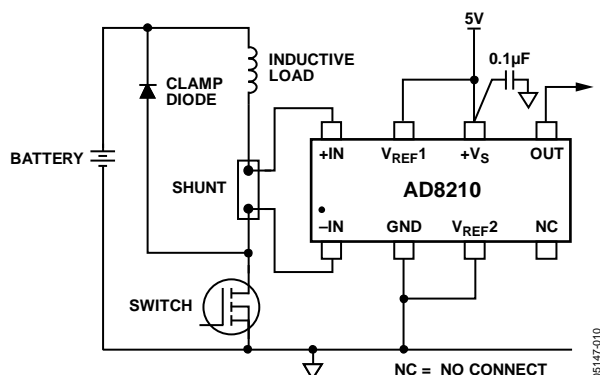 5V
0.1µF
INDUCTIVE
LOAD
CLAMP
DIODE
BATTERY
SHUNT
SWITCH
+IN
VREF1
+VS
OUT
AD8210
–IN
GND
VREF2
NC
NC = NO CONNECT
05147-010